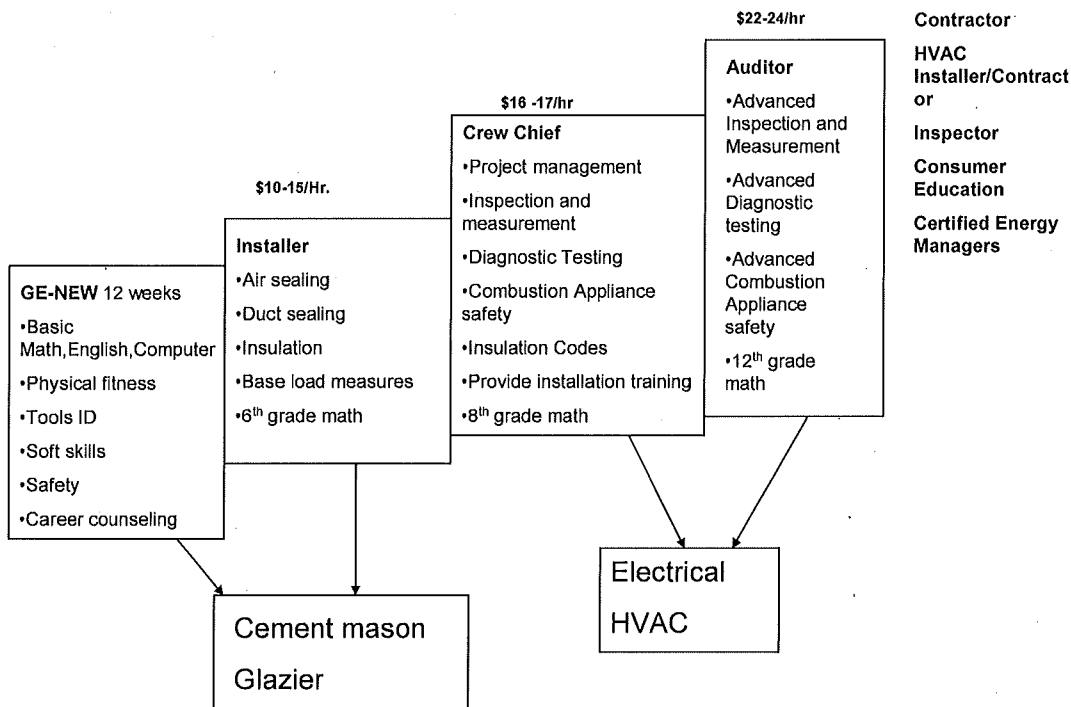 GE-NEW 12 weeks
•Basic
Math,English,Computer
•Physical fitness
•Tools ID
•Soft skills
•Safety
•Career counseling
$10-15/Hr.
Installer
•Air sealing
•Duct sealing
•Insulation
•Base load measures
•6th grade math
$16 -17/hr
Crew Chief
•Project management
•Inspection and
measurement
•Diagnostic Testing
•Combustion Appliance
safety
•Insulation Codes
•Provide installation training
•8th grade math
$22-24/hr
Auditor
•Advanced
Inspection and
Measurement
•Advanced
Diagnostic
testing
•Advanced
Combustion
Appliance
safety
•12th grade
math
Contractor
HVAC
Installer/Contract
or
Inspector
Consumer
Education
Certified Energy
Managers
Cement mason
Glazier
Electrical
HVAC